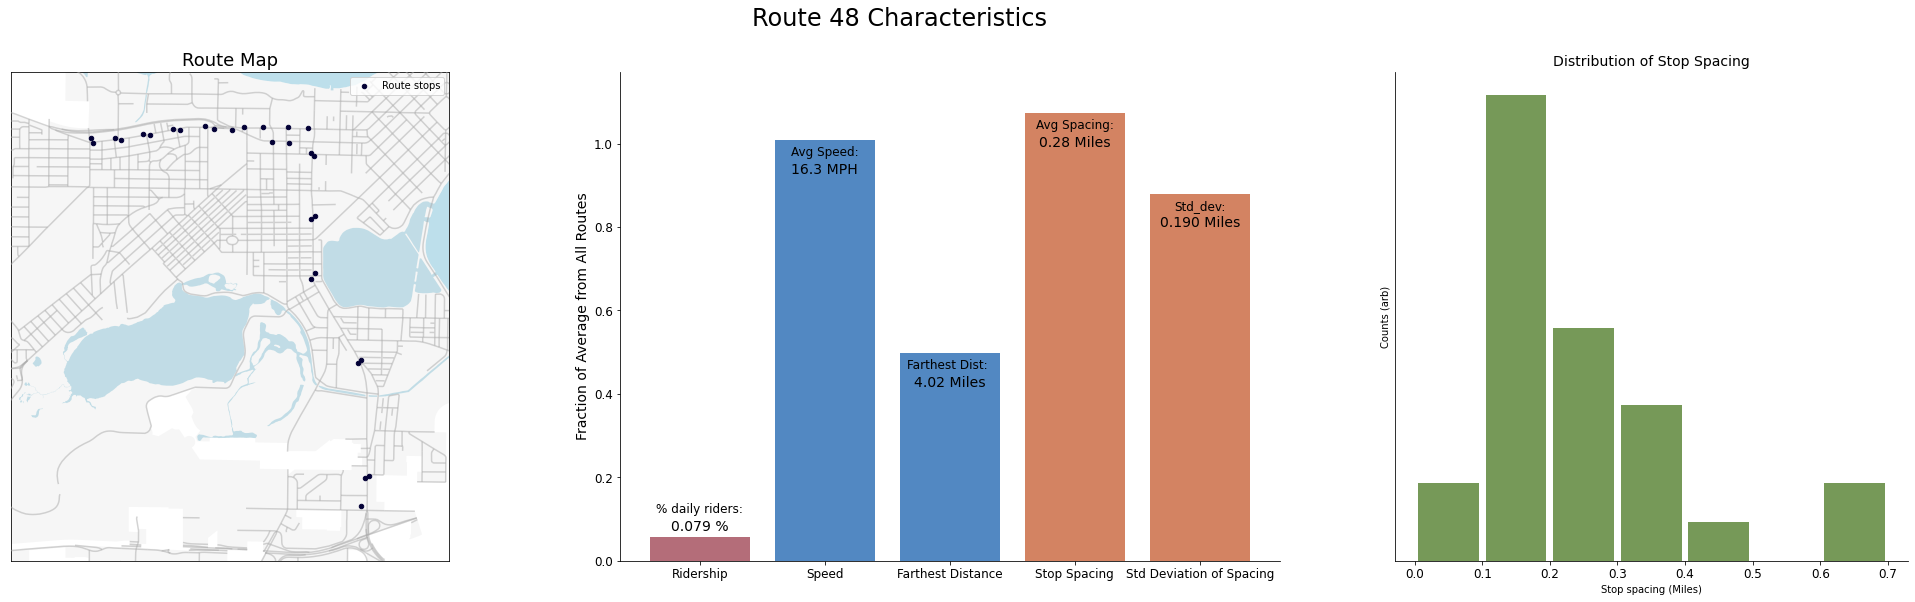 Route 48 Characteristics
Route Map
Route stops
Fraction of Average from All Routes
1.0
0.8
0.6
0.4
0.2
0.0
% daily riders:
0.079 %
Avg Speed:
16.3 MPH
Farthest Dist:
4.02 Miles
Avg Spacing:
0.28 Miles
Std_dev:
0.190 Miles
Ridership
Speed
Farthest Distance
Stop Spacing
Std Deviation of Spacing
Distribution of Stop Spacing
Counts (arb)
0.0
0.1
0.2
0.3
0.4
0.5
0.6
0.7
Stop spacing (Miles)